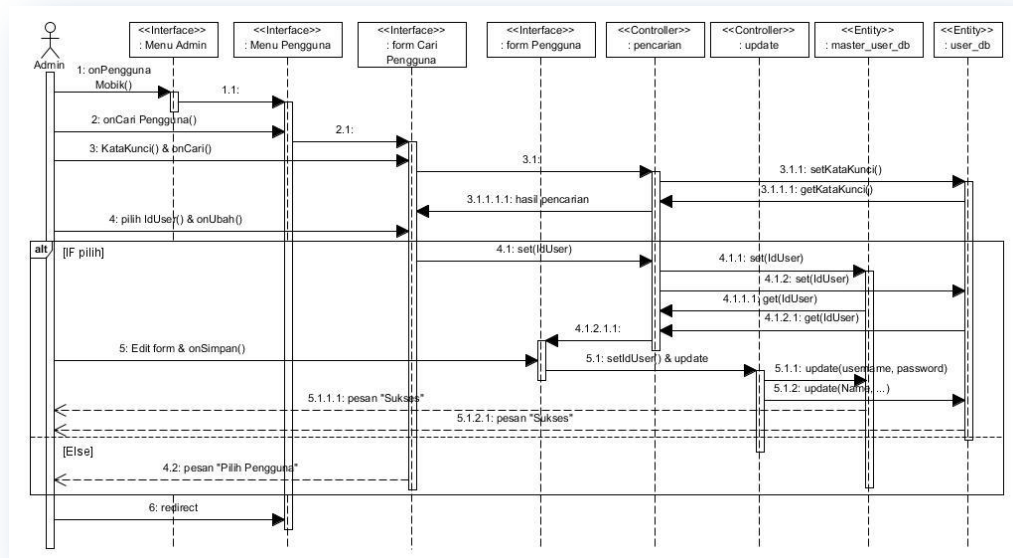 <<Interface>>
: Menu Admin
<<Interface>>
: Menu Pengguna
<<Interface>>
: form Cari
Pengguna
<<Interface>>
: form Pengguna
<<Controller>>
: pencarian
<<Controller>>
: update
<<Entity>>
: master_user_db
<<Entity>>
: user_db
Admin
1: onPengguna
Mobik()
1.1:
2: onCari Pengguna()
2.1:
3: KataKunci() & onCari()
3.1:
3.1.1: setKataKunci()
3.1.1.1: getKataKunci()
3.1.1.1.1: hasil pencarian
4: pilih IdUser() & onUbah()
alt
[IF pilih]
4.1: set(IdUser)
4.1.1: set(IdUser)
4.1.2: set(IdUser)
4.1.1.1: get(IdUser)
4.1.2.1: get(IdUser)
4.1.2.1.1:
5: Edit form & onSimpan()
5.1: setIdUser() & update
5.1.1: update(username, password)
5.1.2: update(Name, ...)
5.1.1.1: pesan "Sukses"
5.1.2.1: pesan "Sukses"
[Else]
4.2: pesan "Pilih Pengguna"
6: redirect